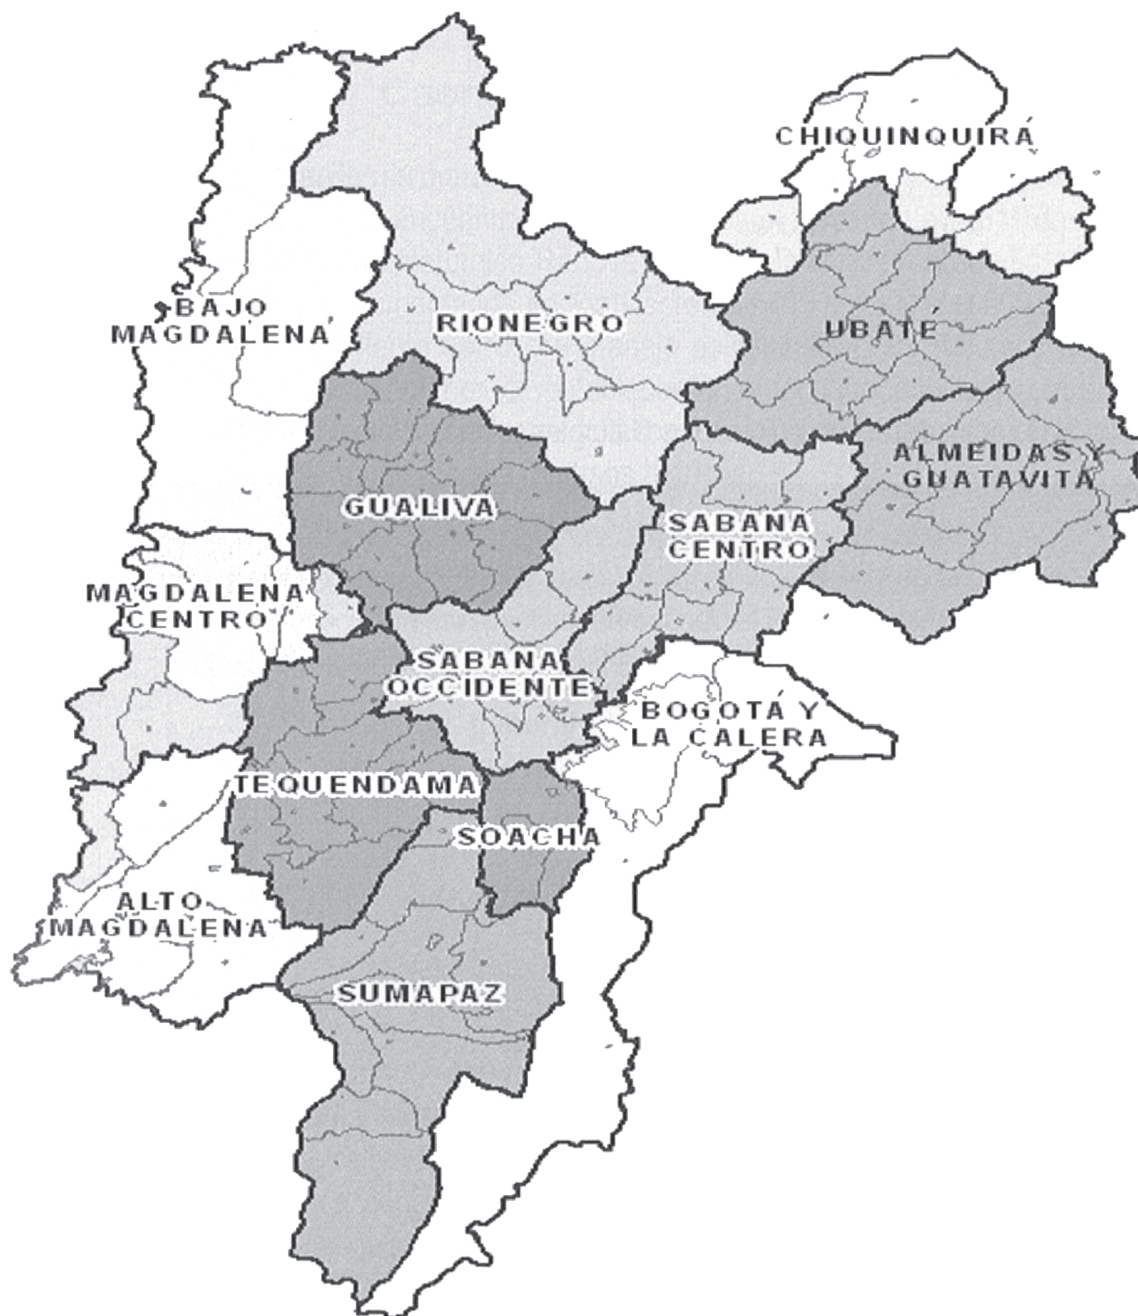 CHIQUINQUIRÁ
BAJO
MAGDALENA
RIONEGRO
UBATÉ
ALMEIDAS Y
GUATAVITA
GUALIVA
SABANA
CENTRO
MAGDALENA
CENTRO
SABANA
OCCIDENTE
BOGOTÁ Y
LA CALERA
TEQUENDAMA
SOACHA
ALTO
MAGDALENA
SUMAPAZ